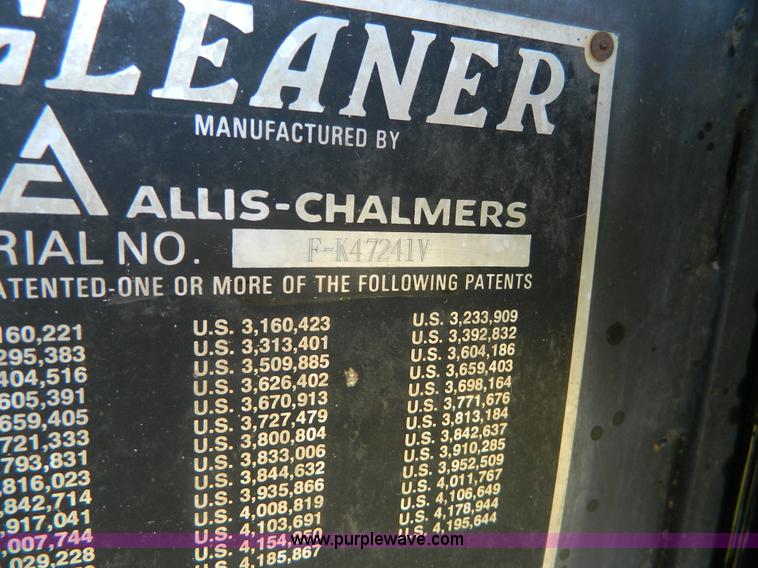 GLEANER
MANUFACTURED BY
ALLIS-CHALMERS
RIAL NO. F-K47241V
ATENTED-ONE OR MORE OF THE FOLLOWING PATENTS
160,221
295,383
404,516
605,391
659,405
721,333
793,831
816,023
,842,714
,917,041
007,744
029,228
U.S. 3,160,423
U.S. 3,313,401
U.S. 3,509,885
U.S. 3,626,402
U.S. 3,670,913
U.S. 3,727,479
U.S. 3,800,804
U.S. 3,833,006
U.S. 3,844,632
U.S. 3,935,866
U.S. 4,008,819
U.S. 4,103,691
U.S.
U.S. 4,185,867
U.S. 3,233,909
U.S. 3,392,832
U.S. 3,604,186
U.S. 3,659,403
U.S. 3,698,164
U.S. 3,771,676
U.S. 3,813,184
U.S. 3,842,637
U.S. 3,910,285
U.S. 3,952,509
U.S. 4,011,767
U.S. 4,106,649
U.S. 4,178,944
U.S. 4,195,644
www.purplewave.com